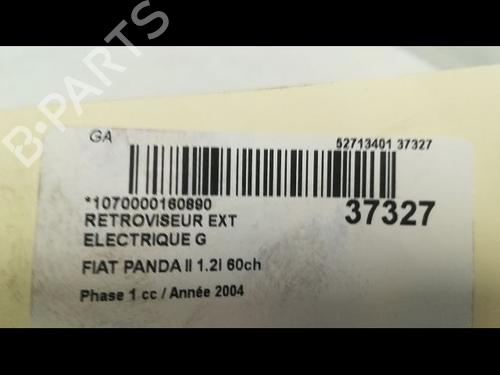 B-PARTS
GA
52713401 37327
*1070000160890
37327
RETROVISEUR EXT
ELECTRIQUE G
FIAT PANDA II 1.2i 60ch
Phase 1 cc / Année 2004